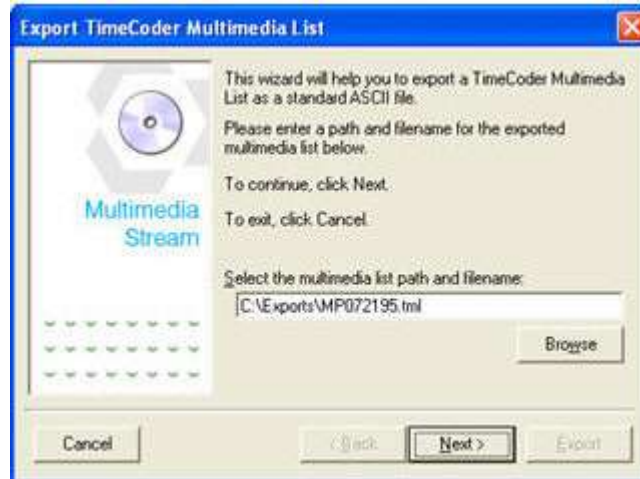 Export TimeCoder Multimedia List
This wizard will help you to export a TimeCoder Multimedia
List as a standard ASCII file.
Please enter a path and filename for the exported
multimedia list below.
To continue, click Next.
To exit, click Cancel.
Multimedia
Stream
Select the multimedia list path and filename:
C:\Exports\MP072195.tml
Browse
Cancel
< Back
Next >
Export